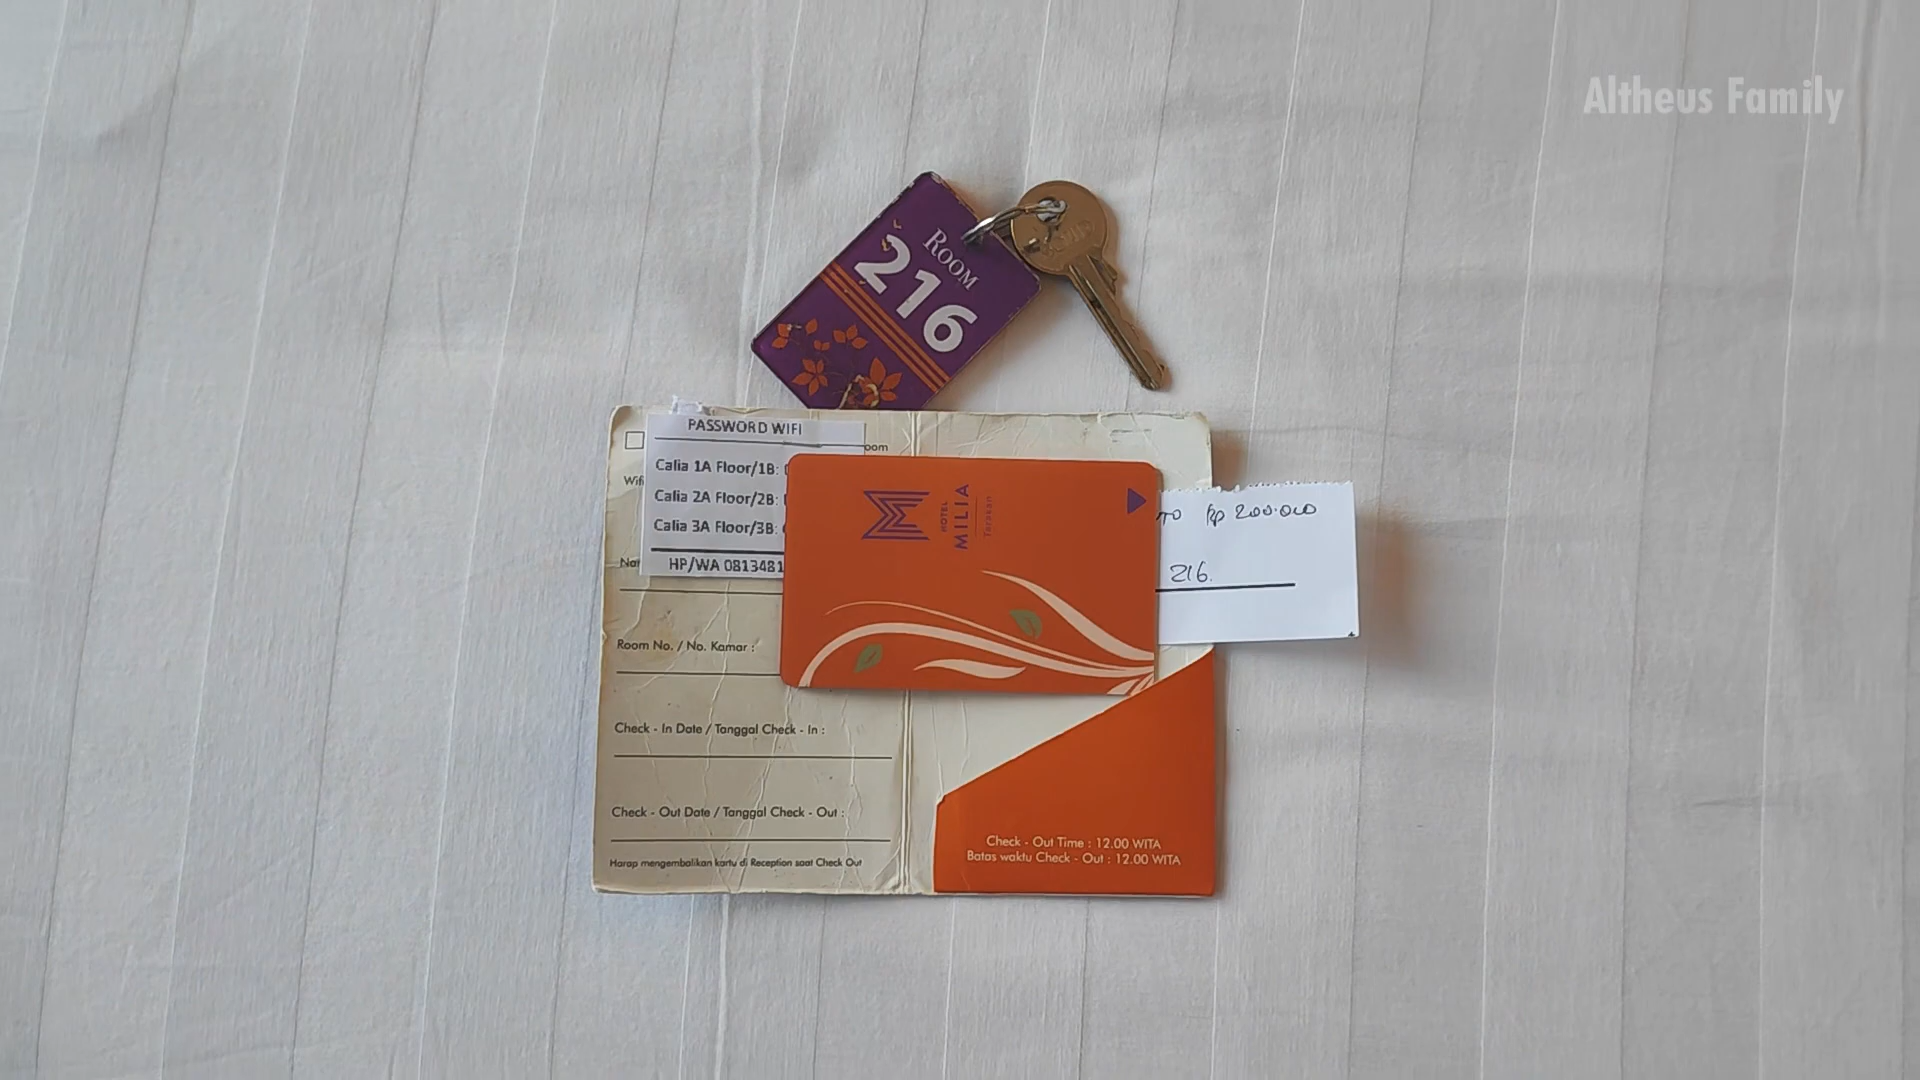 Altheus Family
ROOM
216
PASSWORD WIFI
oom
Calia 1A Floor/1B:
Wifi
Calia 2A Floor/2B:
Calia 3A Floor/3B:
HP/WA 0813481
Room No. / No. Kamar :
Check - In Date / Tanggal Check - In :
Check - Out Date / Tanggal Check - Out :
Harap mengembalikan kartu di Reception saat Check Out
HOTEL
MILIA
Tarakan
Rp 200.000
216.
Check - Out Time : 12.00 WITA
Batas waktu Check - Out : 12.00 WITA